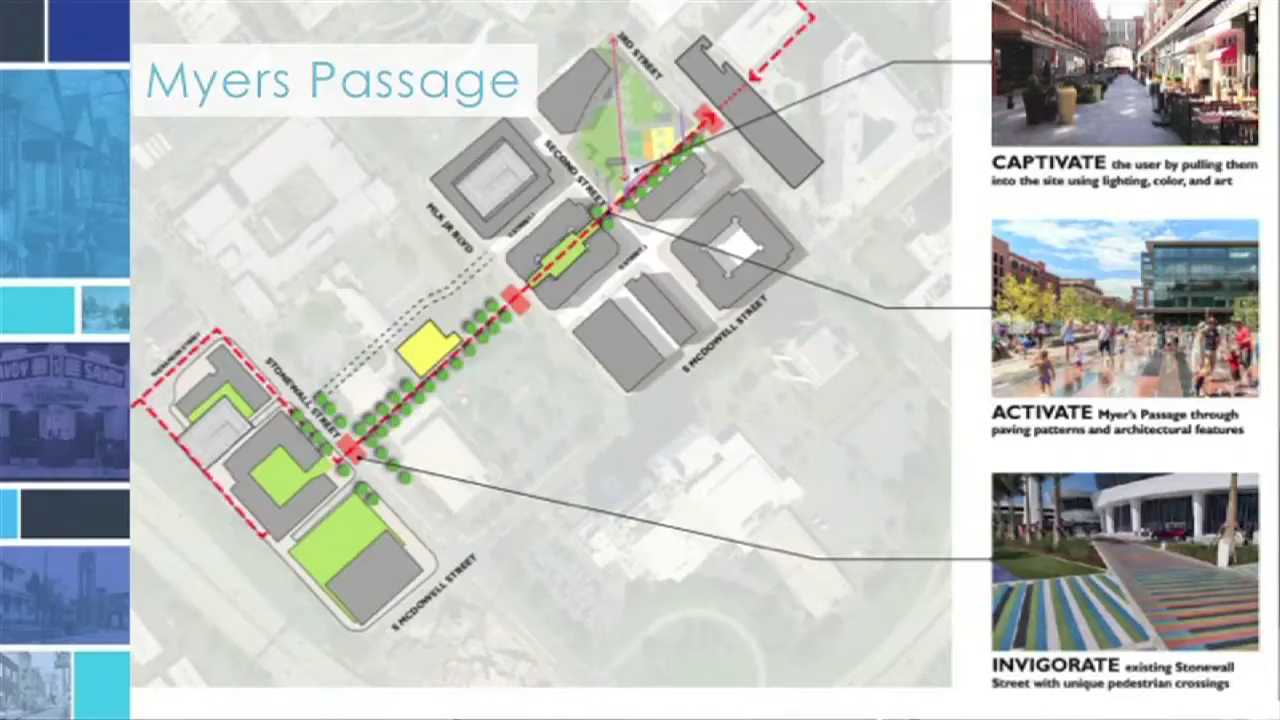 Myers Passage
3RD STREET
SECOND STREET
MLK JR BLVD
S MCDOWELL STREET
STONEWALL STREET
S MCDOWELL STREET
CAPTIVATE the user by pulling them
into the site using lighting, color, and art
ACTIVATE Myer's Passage through
paving patterns and architectural features
INVIGORATE existing Stonewall
Street with unique pedestrian crossings